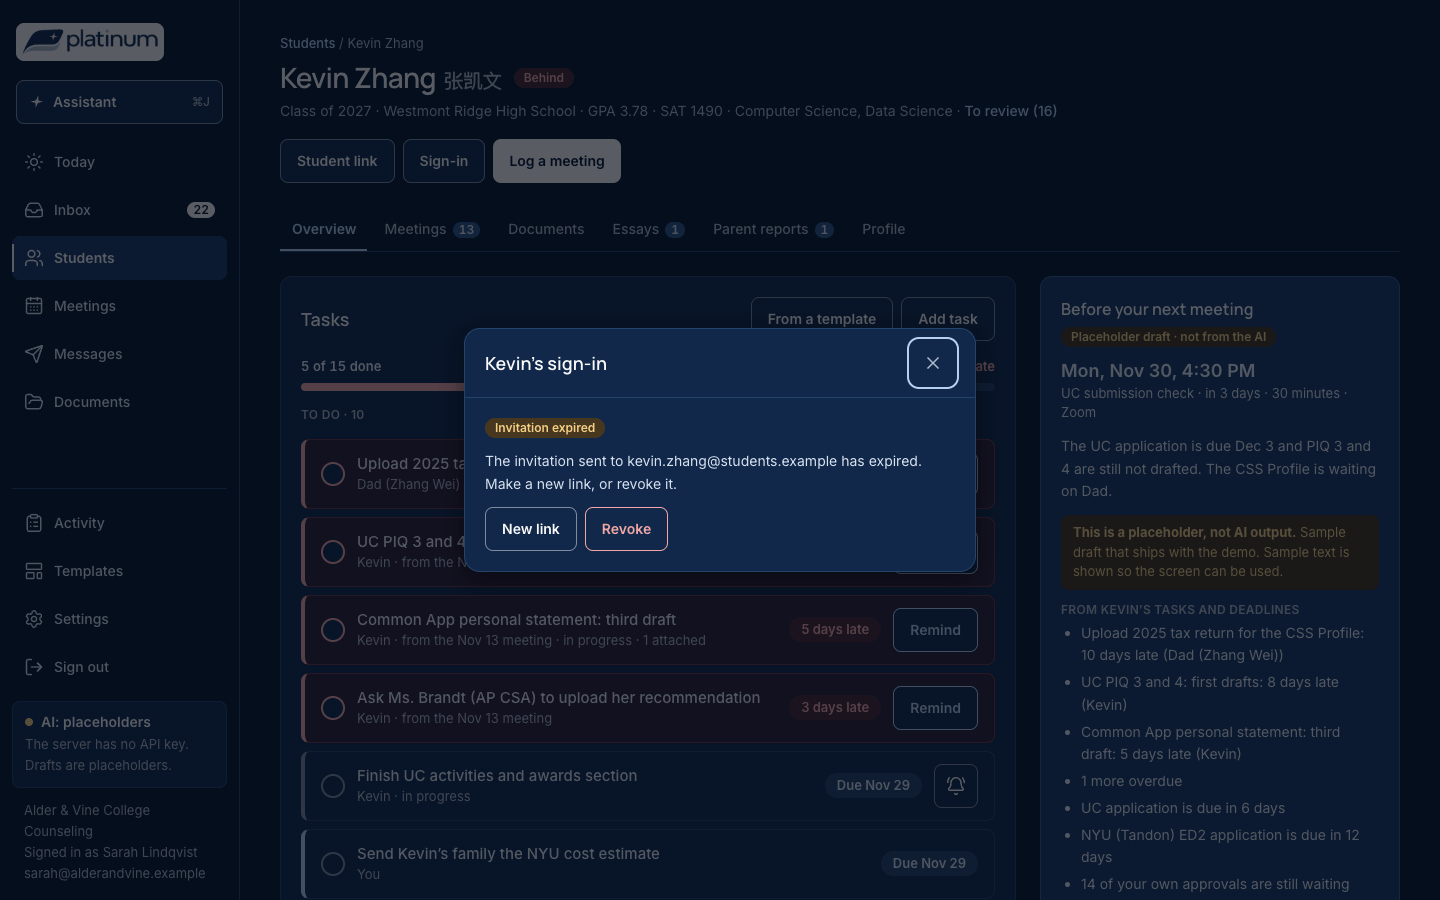 platinum
Assistant ⌘J
Today
Inbox 22
Students
Meetings
Messages
Documents
Activity
Templates
Settings
Sign out
AI: placeholders
The server has no API key.
Drafts are placeholders.
Alder & Vine College
Counseling
Signed in as Sarah Lindqvist
sarah@alderandvine.example
Students / Kevin Zhang
Kevin Zhang 张凯文 Behind
Class of 2027 · Westmont Ridge High School · GPA 3.78 · SAT 1490 · Computer Science, Data Science · To review (16)
Student link Sign-in Log a meeting
Overview Meetings 13 Documents Essays 1 Parent reports 1 Profile
Tasks From a template Add task
5 of 15 done
TO DO · 10
Upload 2025 ta
Dad (Zhang Wei)
UC PIQ 3 and 4
Kevin · from the N
Kevin’s sign-in
Invitation expired
The invitation sent to kevin.zhang@students.example has expired.
Make a new link, or revoke it.
New link Revoke
Common App personal statement: third draft
Kevin · from the Nov 13 meeting · in progress · 1 attached
5 days late Remind
Ask Ms. Brandt (AP CSA) to upload her recommendation
Kevin · from the Nov 13 meeting
3 days late Remind
Finish UC activities and awards section
Kevin · in progress
Due Nov 29
Send Kevin’s family the NYU cost estimate
You
Due Nov 29
Before your next meeting
Placeholder draft · not from the AI
Mon, Nov 30, 4:30 PM
UC submission check · in 3 days · 30 minutes ·
Zoom
The UC application is due Dec 3 and PIQ 3 and
4 are still not drafted. The CSS Profile is waiting
on Dad.
This is a placeholder, not AI output. Sample
draft that ships with the demo. Sample text is
shown so the screen can be used.
FROM KEVIN’S TASKS AND DEADLINES
• Upload 2025 tax return for the CSS Profile:
10 days late (Dad (Zhang Wei))
• UC PIQ 3 and 4: first drafts: 8 days late
(Kevin)
• Common App personal statement: third
draft: 5 days late (Kevin)
• 1 more overdue
• UC application is due in 6 days
• NYU (Tandon) ED2 application is due in 12
days
• 14 of your own approvals are still waiting